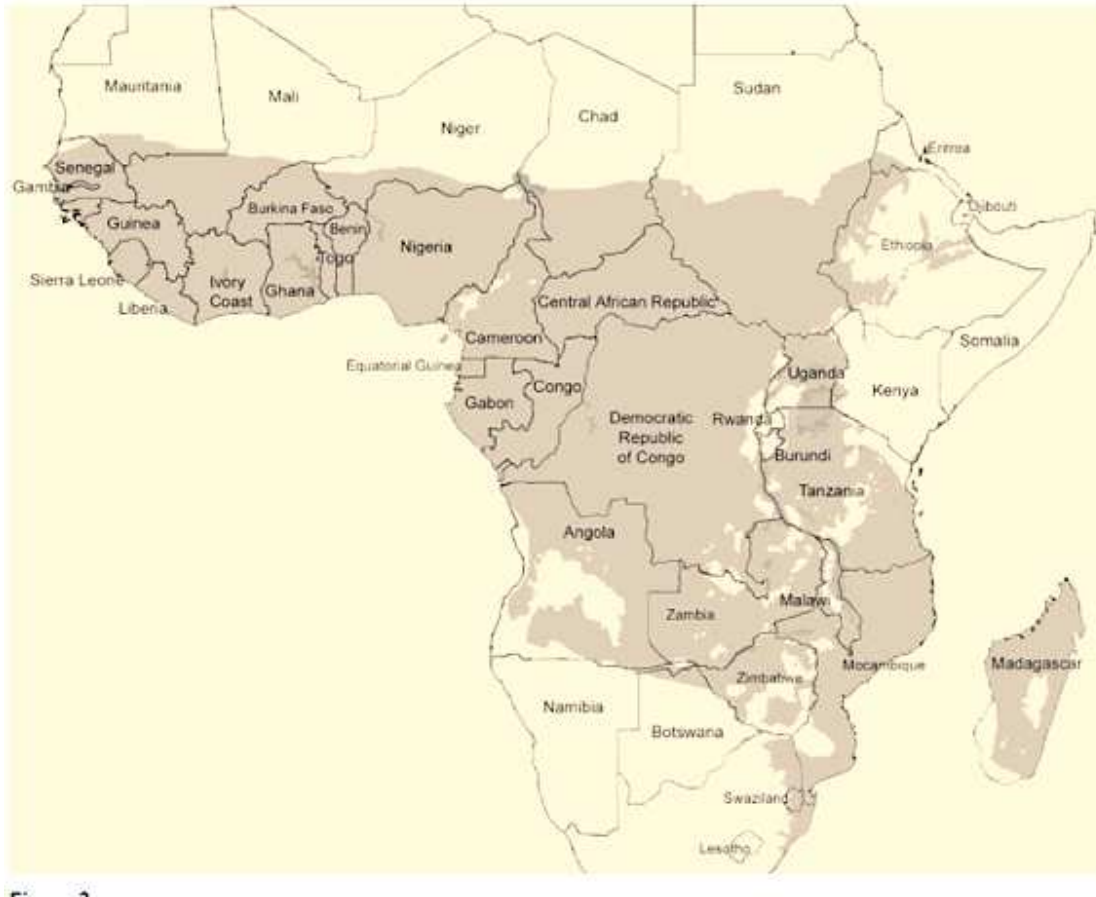 Mauritania
Mali
Niger
Chad
Sudan
Eritrea
Senegal
Gambia
Guinea
Burkina Faso
Benin
Togo
Nigeria
Djibouti
Ethiopia
Sierra Leone
Liberia
Ivory
Coast
Ghana
Central African Republic
Cameroon
Somalia
Equatorial Guinea
Gabon
Congo
Uganda
Kenya
Democratic
Republic
of Congo
Rwanda
Burundi
Tanzania
Angola
Zambia
Malawi
Mocambique
Madagascar
Zimbabwe
Namibia
Botswana
Swaziland
Lesotho